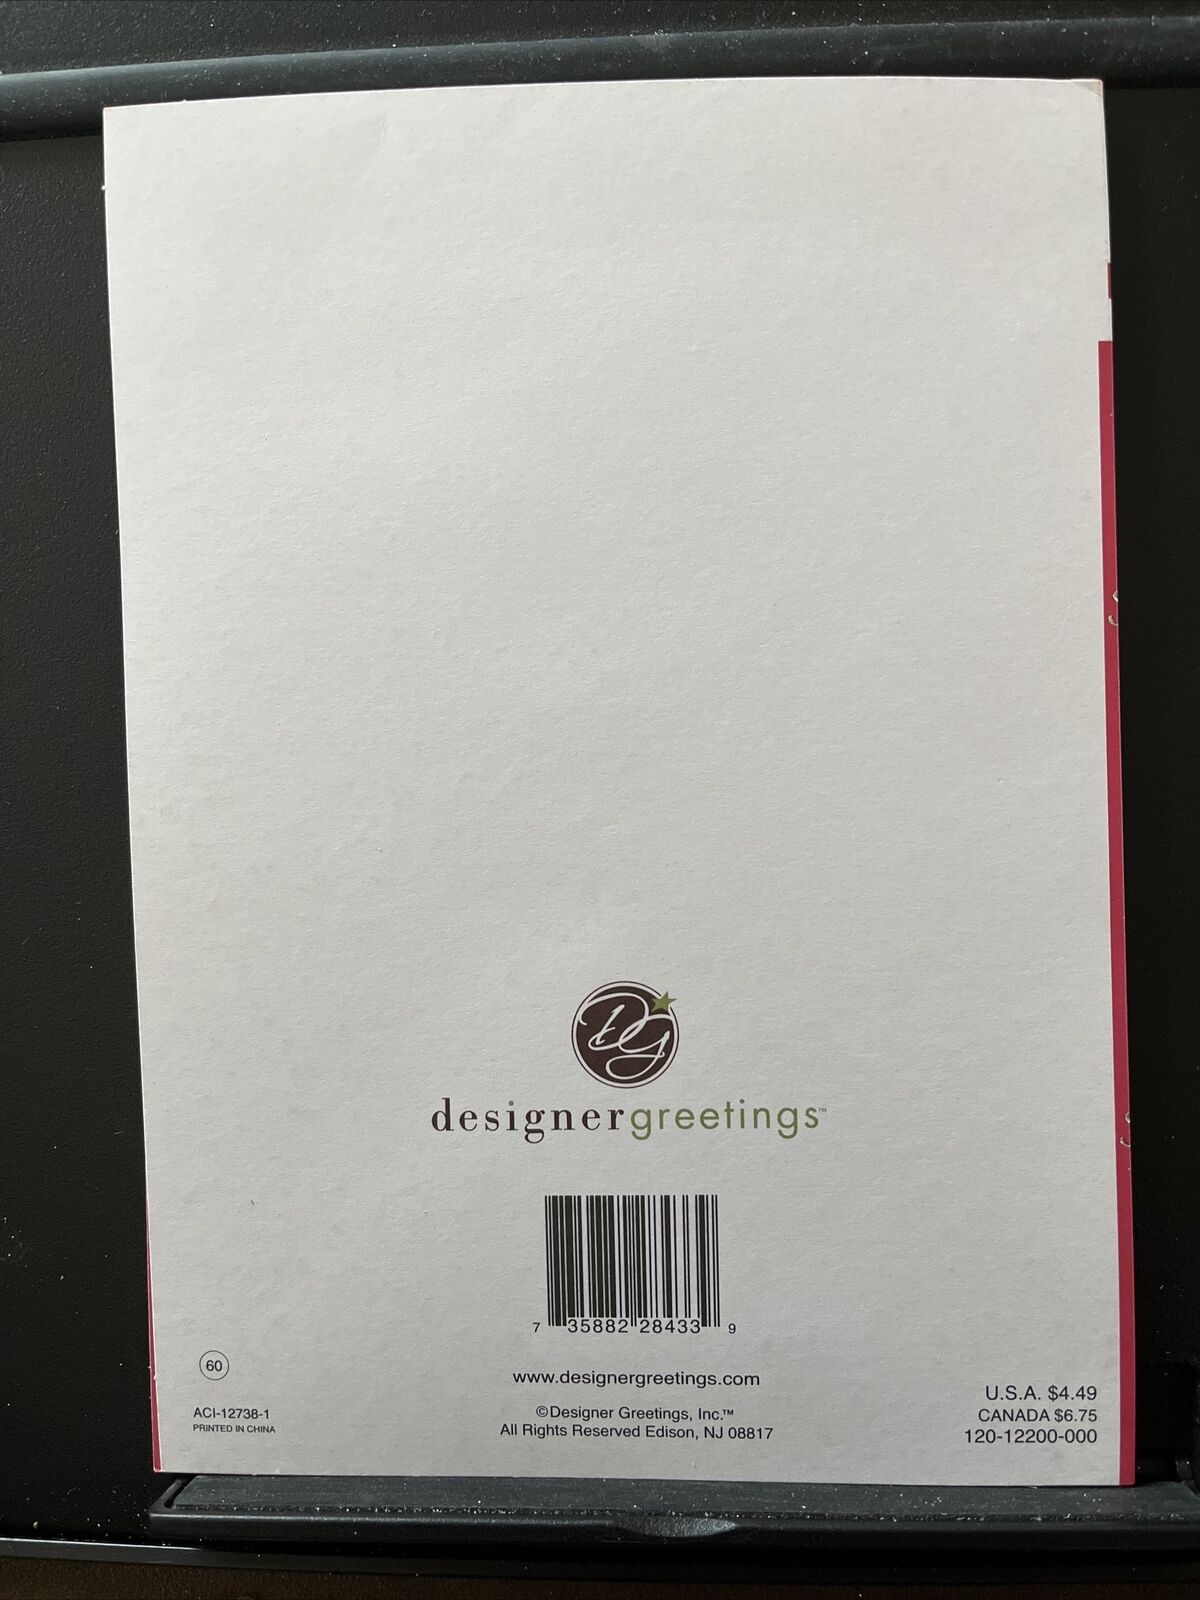 DG
designergreetings™
7 35882 28433 9
www.designergreetings.com
©Designer Greetings, Inc.™
All Rights Reserved Edison, NJ 08817
60
ACI-12738-1
PRINTED IN CHINA
U.S.A. $4.49
CANADA $6.75
120-12200-000